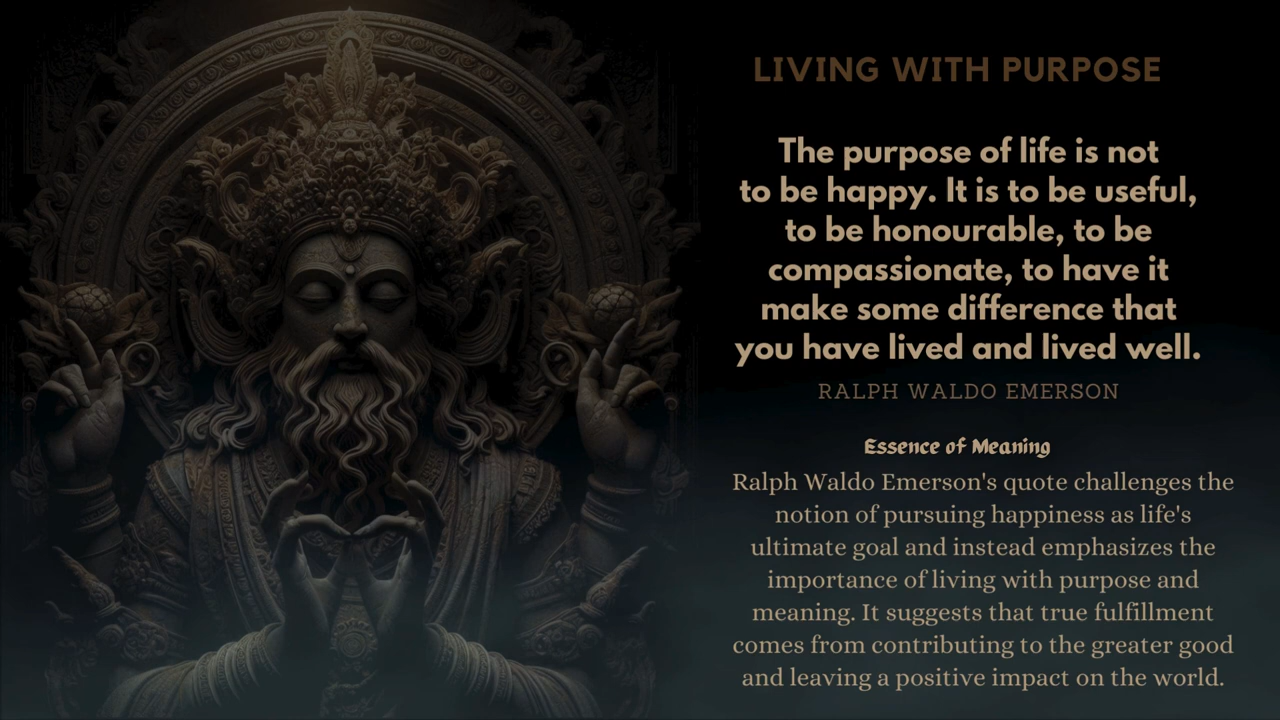 LIVING WITH PURPOSE
The purpose of life is not
to be happy. It is to be useful,
to be honourable, to be
compassionate, to have it
make some difference that
you have lived and lived well.
RALPH WALDO EMERSON
Essence of Meaning
Ralph Waldo Emerson's quote challenges the
notion of pursuing happiness as life's
ultimate goal and instead emphasizes the
importance of living with purpose and
meaning. It suggests that true fulfillment
comes from contributing to the greater good
and leaving a positive impact on the world.